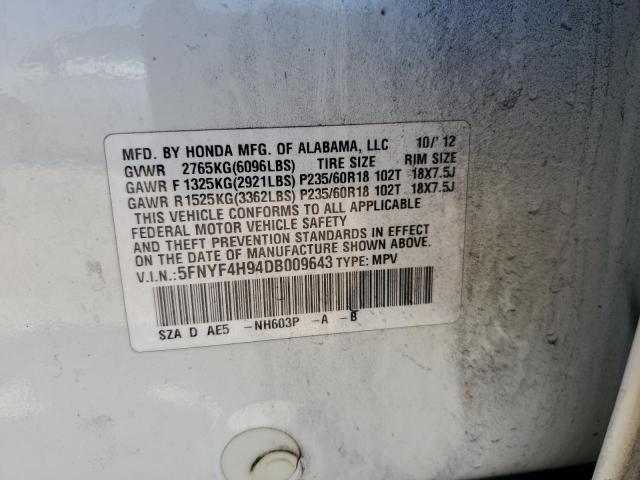 MFD. BY HONDA MFG. OF ALABAMA, LLC 10/'12
GVWR 2765KG(6096LBS) TIRE SIZE RIM SIZE
GAWR F 1325KG(2921LBS) P235/60R18 102T 18X7.5J
GAWR R1525KG(3362LBS) P235/60R18 102T 18X7.5J
THIS VEHICLE CONFORMS TO ALL APPLICABLE
FEDERAL MOTOR VEHICLE SAFETY, BUMPER,
AND THEFT PREVENTION STANDARDS IN EFFECT
ON THE DATE OF MANUFACTURE SHOWN ABOVE.
V.I.N.:5FNYF4H94DB009643 TYPE: MPV
SZA D AE5 -NH603P -A -B